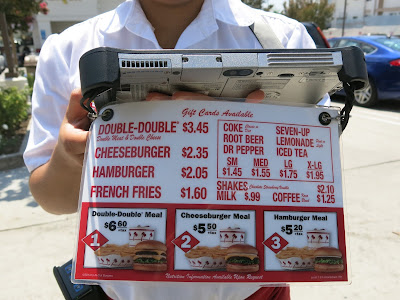 Gift Cards Available
DOUBLE-DOUBLE® $3.45
Double Meat & Double Cheese
CHEESEBURGER $2.35
HAMBURGER $2.05
FRENCH FRIES $1.60
COKE
ROOT BEER
DR PEPPER
SEVEN-UP
LEMONADE
ICED TEA
SM MED LG X-LG
$1.45 $1.55 $1.75 $1.95
SHAKES $2.10
MILK $.99 COFFEE $1.25
Double-Double® Meal
1 $6.60 +tax
Cheeseburger Meal
2 $5.50 +tax
Hamburger Meal
3 $5.20 +tax
Nutrition Information Available Upon Request